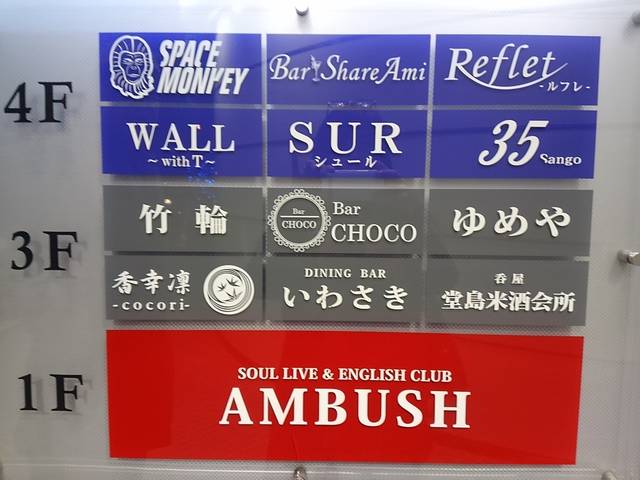 4F
SPACE
MONKEY
Bar Share Ami
Reflet
-ルフレ-
WALL
～with T～
SUR
シュール
35 Sango
3F
竹 輪
Bar
CHOCO
Bar
CHOCO
ゆめや
香幸凛
-cocori-
DINING BAR
いわさき
呑屋
堂島米酒会所
1F
SOUL LIVE & ENGLISH CLUB
AMBUSH